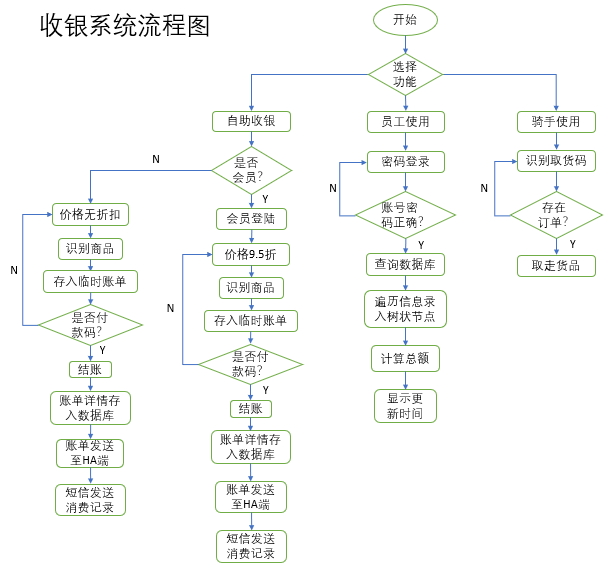 收银系统流程图
开始
选择
功能
自助收银
员工使用
骑手使用
N
是否
会员?
密码登录
识别取货码
Y
N
N
价格无折扣
会员登陆
账号密
码正确?
存在
订单?
Y
Y
识别商品
价格9.5折
查询数据库
取走货品
N
存入临时账单
识别商品
遍历信息录
入树状节点
N
是否付
款码?
存入临时账单
Y
是否付
款码?
计算总额
结账
Y
账单详情存
入数据库
结账
显示更
新时间
账单发送
至HA端
账单详情存
入数据库
短信发送
消费记录
账单发送
至HA端
短信发送
消费记录